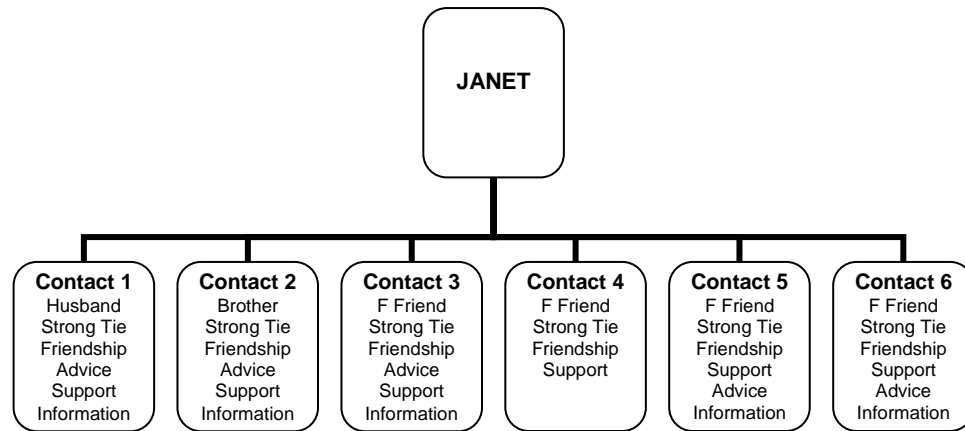 JANET
Contact 1
Husband
Strong Tie
Friendship
Advice
Support
Information
Contact 2
Brother
Strong Tie
Friendship
Advice
Support
Information
Contact 3
F Friend
Strong Tie
Friendship
Advice
Support
Information
Contact 4
F Friend
Strong Tie
Friendship
Support
Contact 5
F Friend
Strong Tie
Friendship
Support
Advice
Information
Contact 6
F Friend
Strong Tie
Friendship
Support
Advice
Information